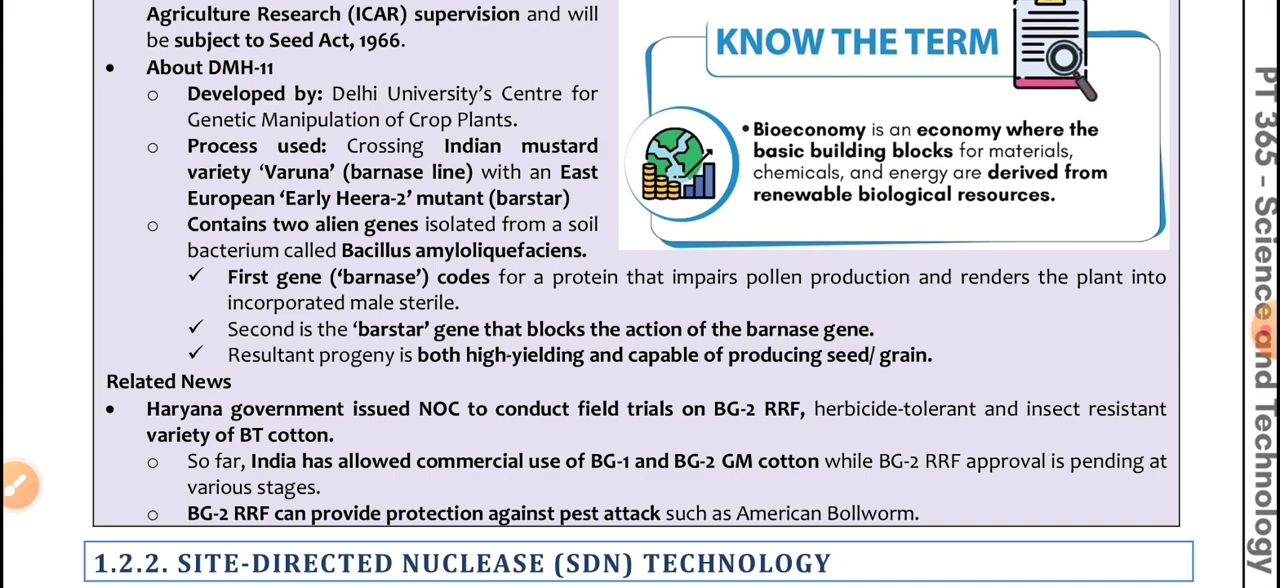 Agriculture Research (ICAR) supervision and will
be subject to Seed Act, 1966.
• About DMH-11
o Developed by: Delhi University's Centre for
Genetic Manipulation of Crop Plants.
o Process used: Crossing Indian mustard
variety 'Varuna' (barnase line) with an East
European 'Early Heera-2' mutant (barstar)
o Contains two alien genes isolated from a soil
bacterium called Bacillus amyloliquefaciens.
✓ First gene ('barnase') codes for a protein that impairs pollen production and renders the plant into
incorporated male sterile.
✓ Second is the 'barstar' gene that blocks the action of the barnase gene.
✓ Resultant progeny is both high-yielding and capable of producing seed/ grain.
KNOW THE TERM
• Bioeconomy is an economy where the
basic building blocks for materials,
chemicals, and energy are derived from
renewable biological resources.
Related News
• Haryana government issued NOC to conduct field trials on BG-2 RRF, herbicide-tolerant and insect resistant
variety of BT cotton.
o So far, India has allowed commercial use of BG-1 and BG-2 GM cotton while BG-2 RRF approval is pending at
various stages.
o BG-2 RRF can provide protection against pest attack such as American Bollworm.
1.2.2. SITE-DIRECTED NUCLEASE (SDN) TECHNOLOGY
PT 365 – Science and Technology